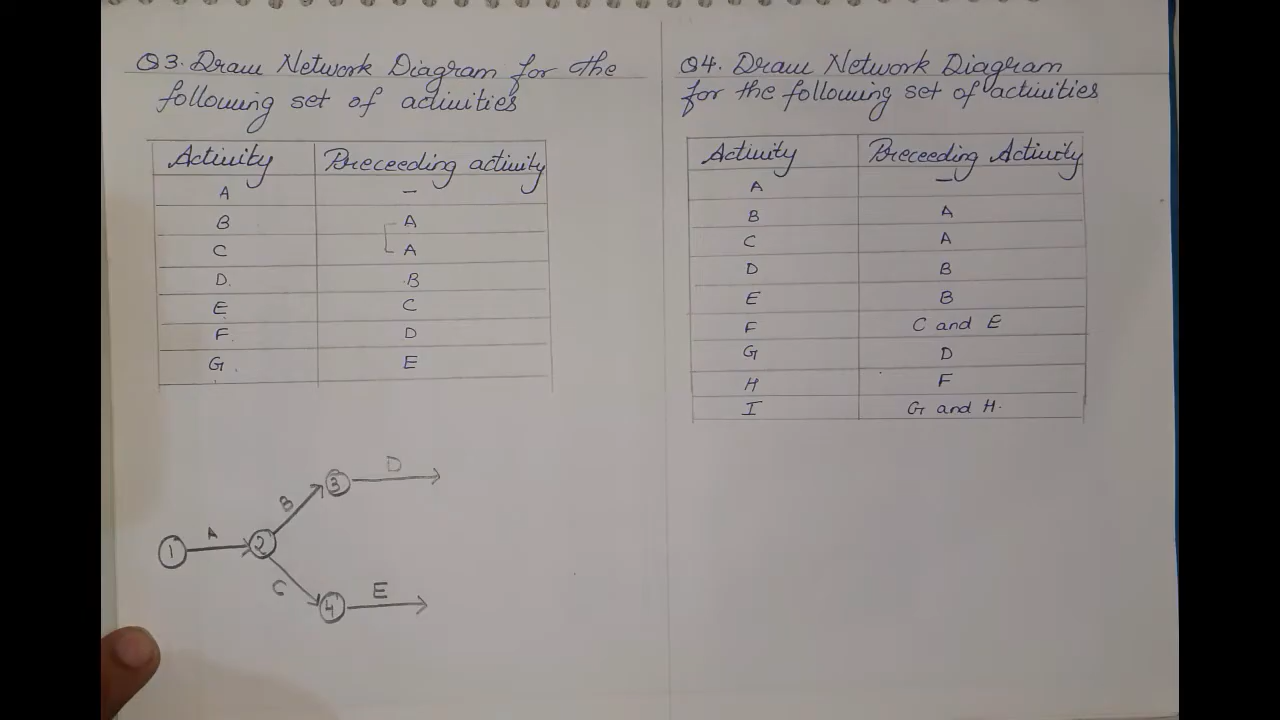 Q3. Draw Network Diagram for the
following set of activities
Activity Preceeding activity
A –
B A
C A
D. B
E C
F. D
G. E
3 D
B
A
1 2
C
4 E
Q4. Draw Network Diagram
for the following set of activities
Activity Preceeding Activity
A –
B A
C A
D B
E B
F C and E
G D
H F
I G and H.